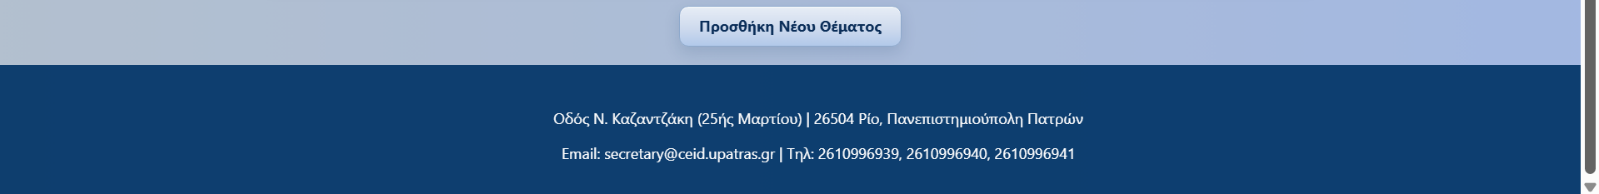 Προσθήκη Νέου Θέματος
Οδός Ν. Καζαντζάκη (25ής Μαρτίου) | 26504 Ρίο, Πανεπιστημιούπολη Πατρών
Email: secretary@ceid.upatras.gr | Τηλ: 2610996939, 2610996940, 2610996941